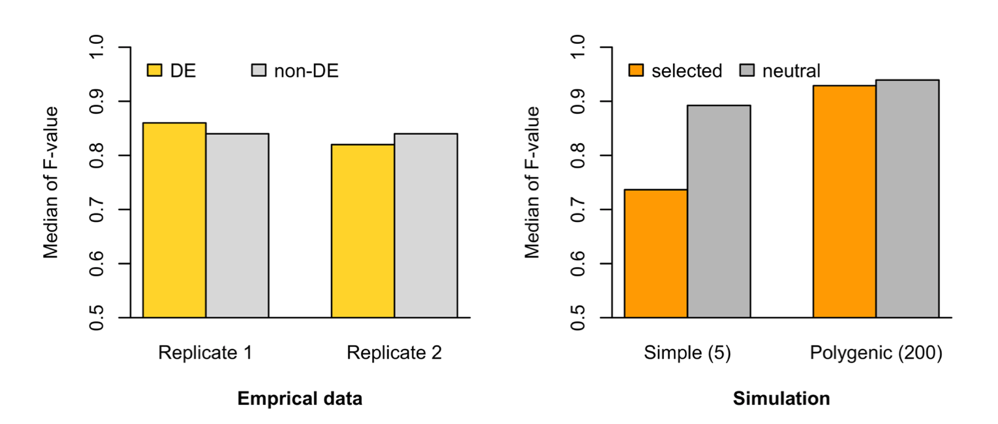 DE
non-DE
Median of F-value
1.0
0.9
0.8
0.7
0.6
0.5
Replicate 1
Replicate 2
Emprical data
selected
neutral
Median of F-value
1.0
0.9
0.8
0.7
0.6
0.5
Simple (5)
Polygenic (200)
Simulation